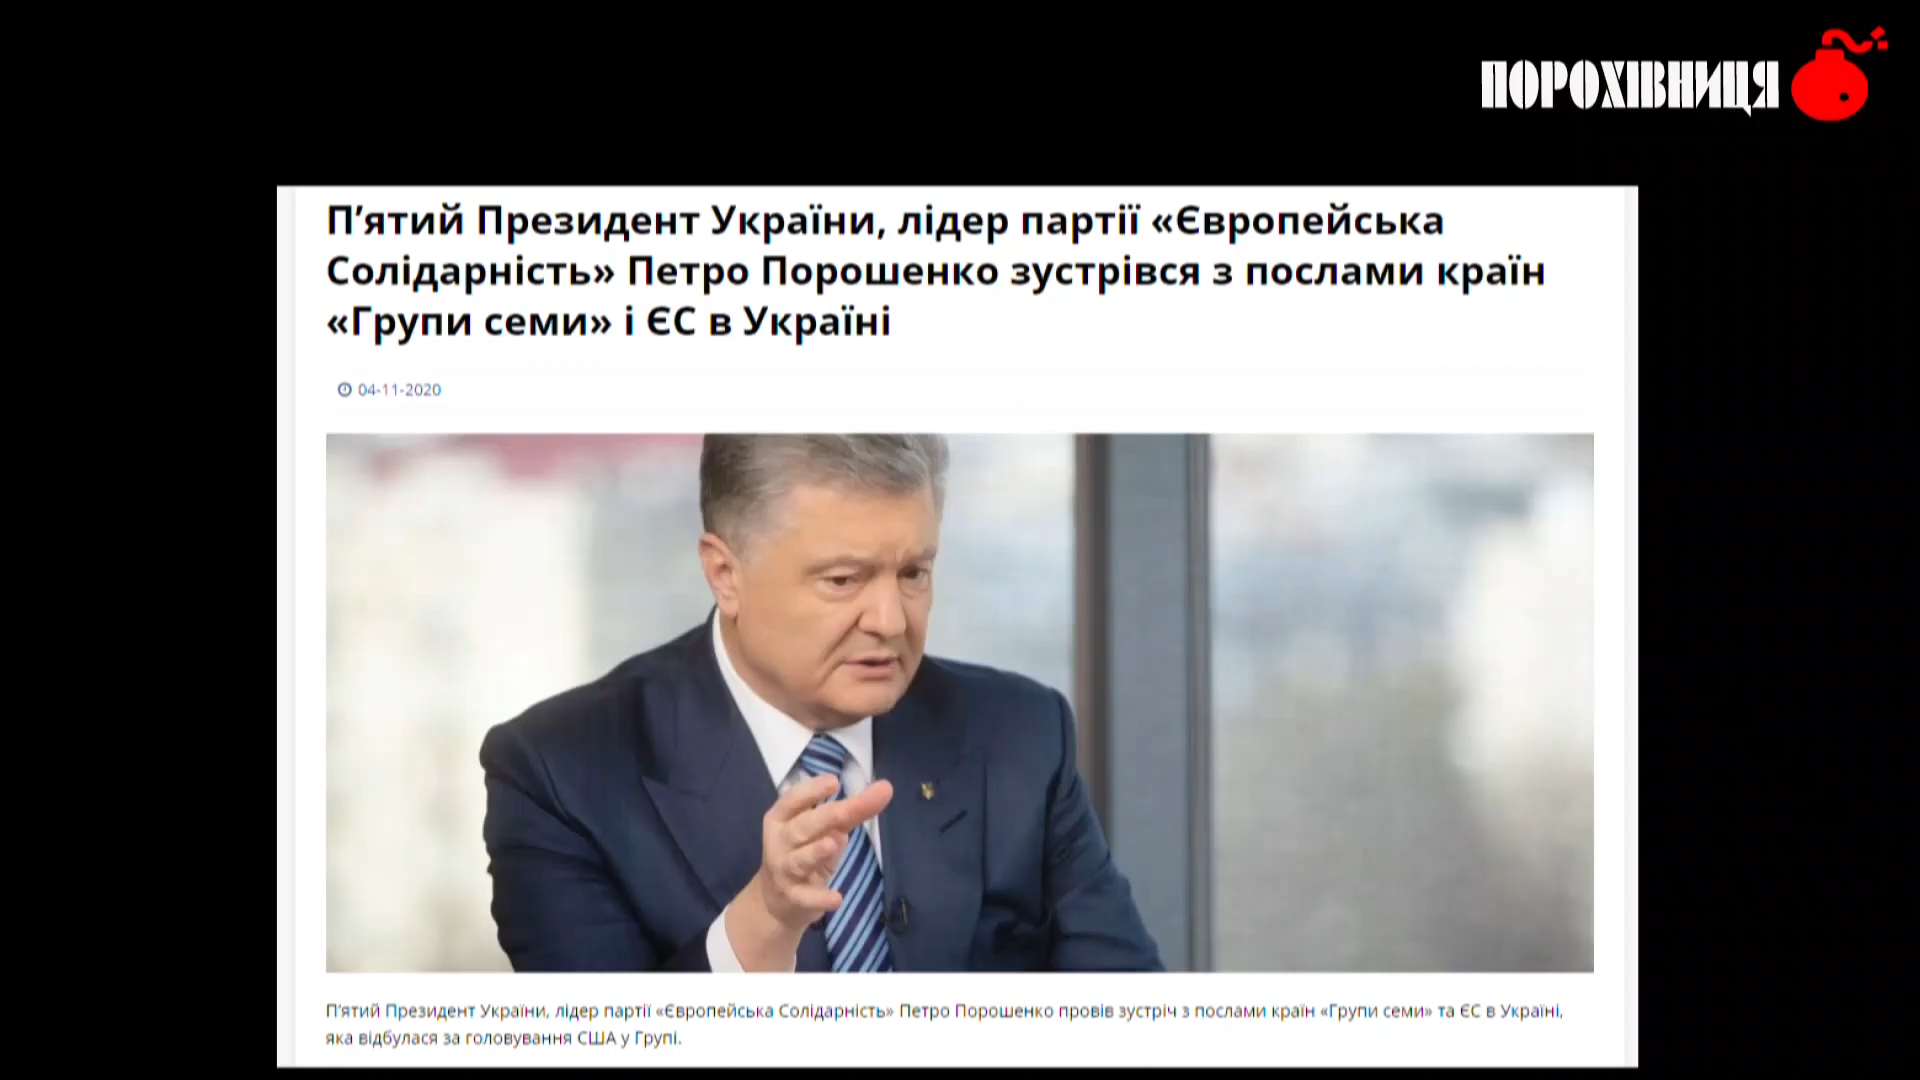 ПОРОХІВНИЦЯ
П’ятий Президент України, лідер партії «Європейська
Солідарність» Петро Порошенко зустрівся з послами країн
«Групи семи» і ЄС в Україні
04-11-2020
П’ятий Президент України, лідер партії «Європейська Солідарність» Петро Порошенко провів зустріч з послами країн «Групи семи» та ЄС в Україні,
яка відбулася за головування США у Групі.